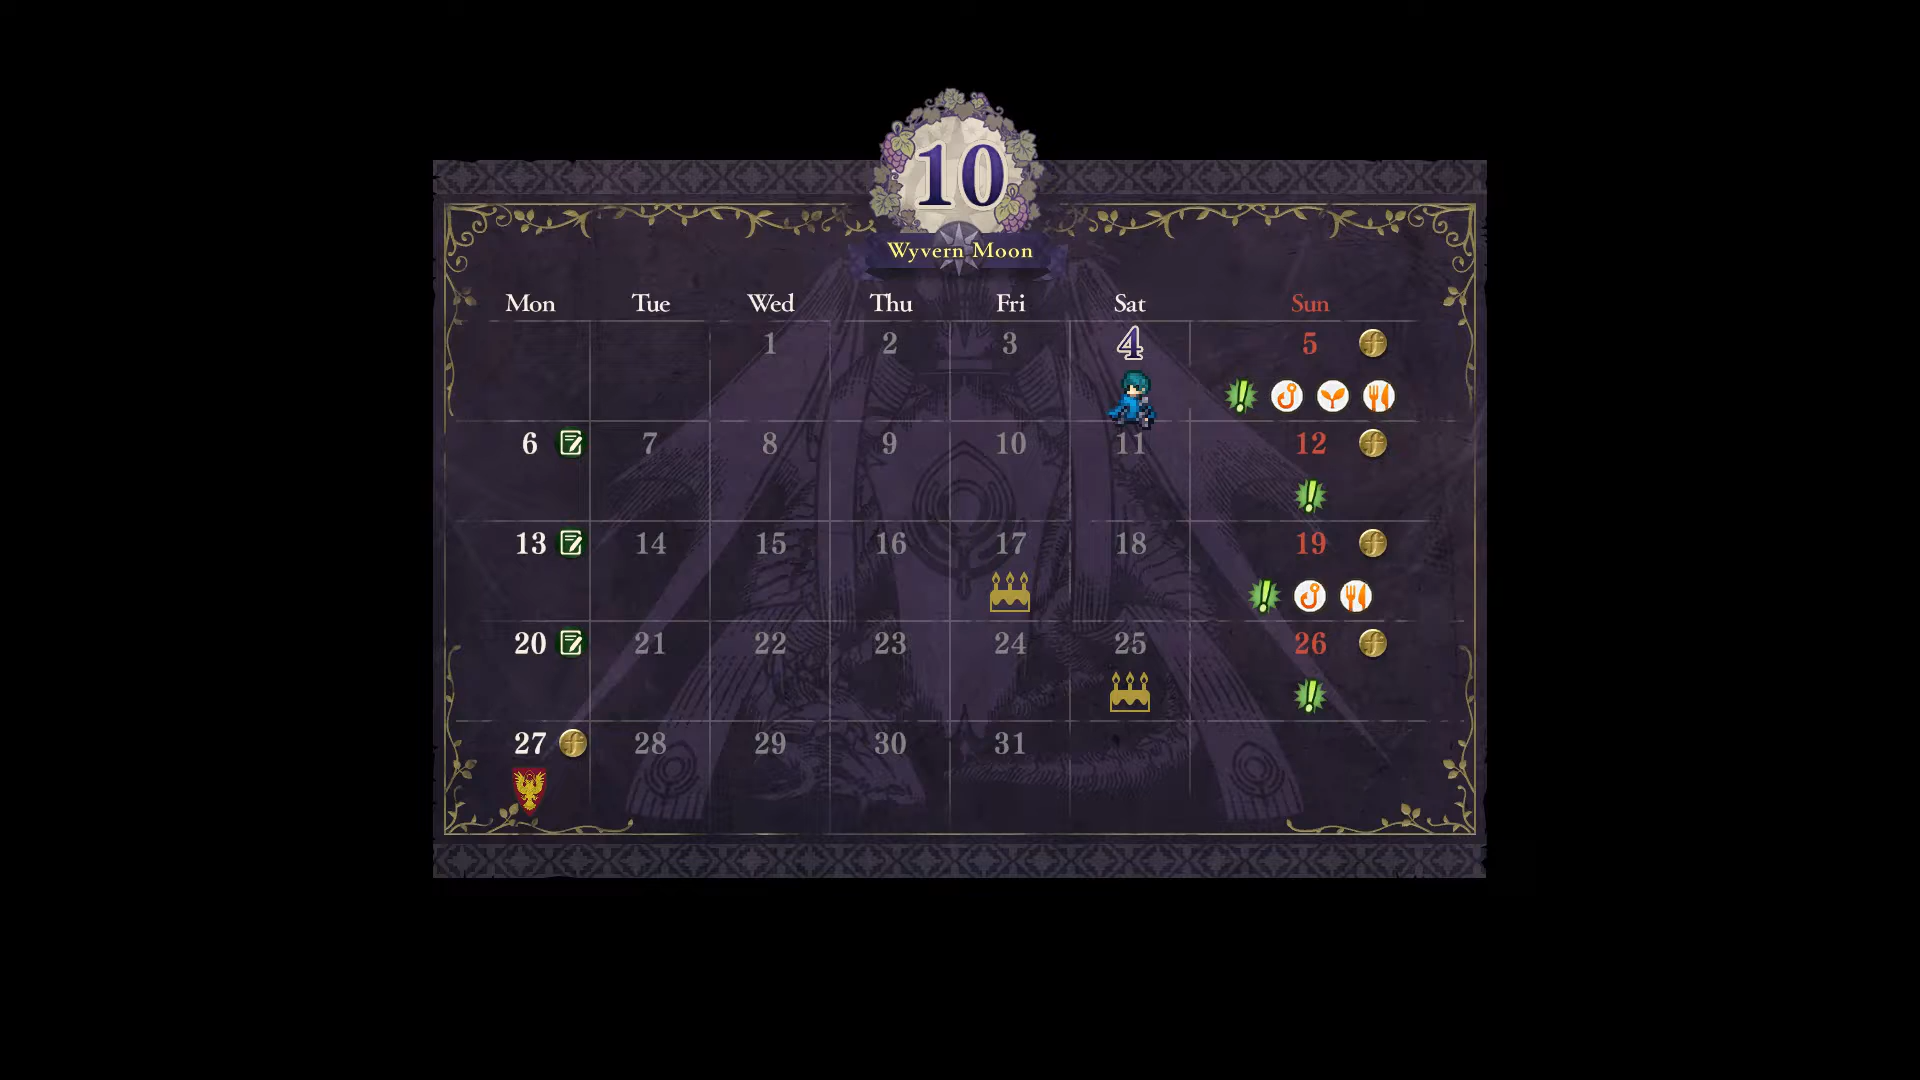 10
Wyvern Moon
Mon Tue Wed Thu Fri Sat Sun
1 2 3 4 5
6 7 8 9 10 11 12
13 14 15 16 17 18 19
20 21 22 23 24 25 26
27 28 29 30 31